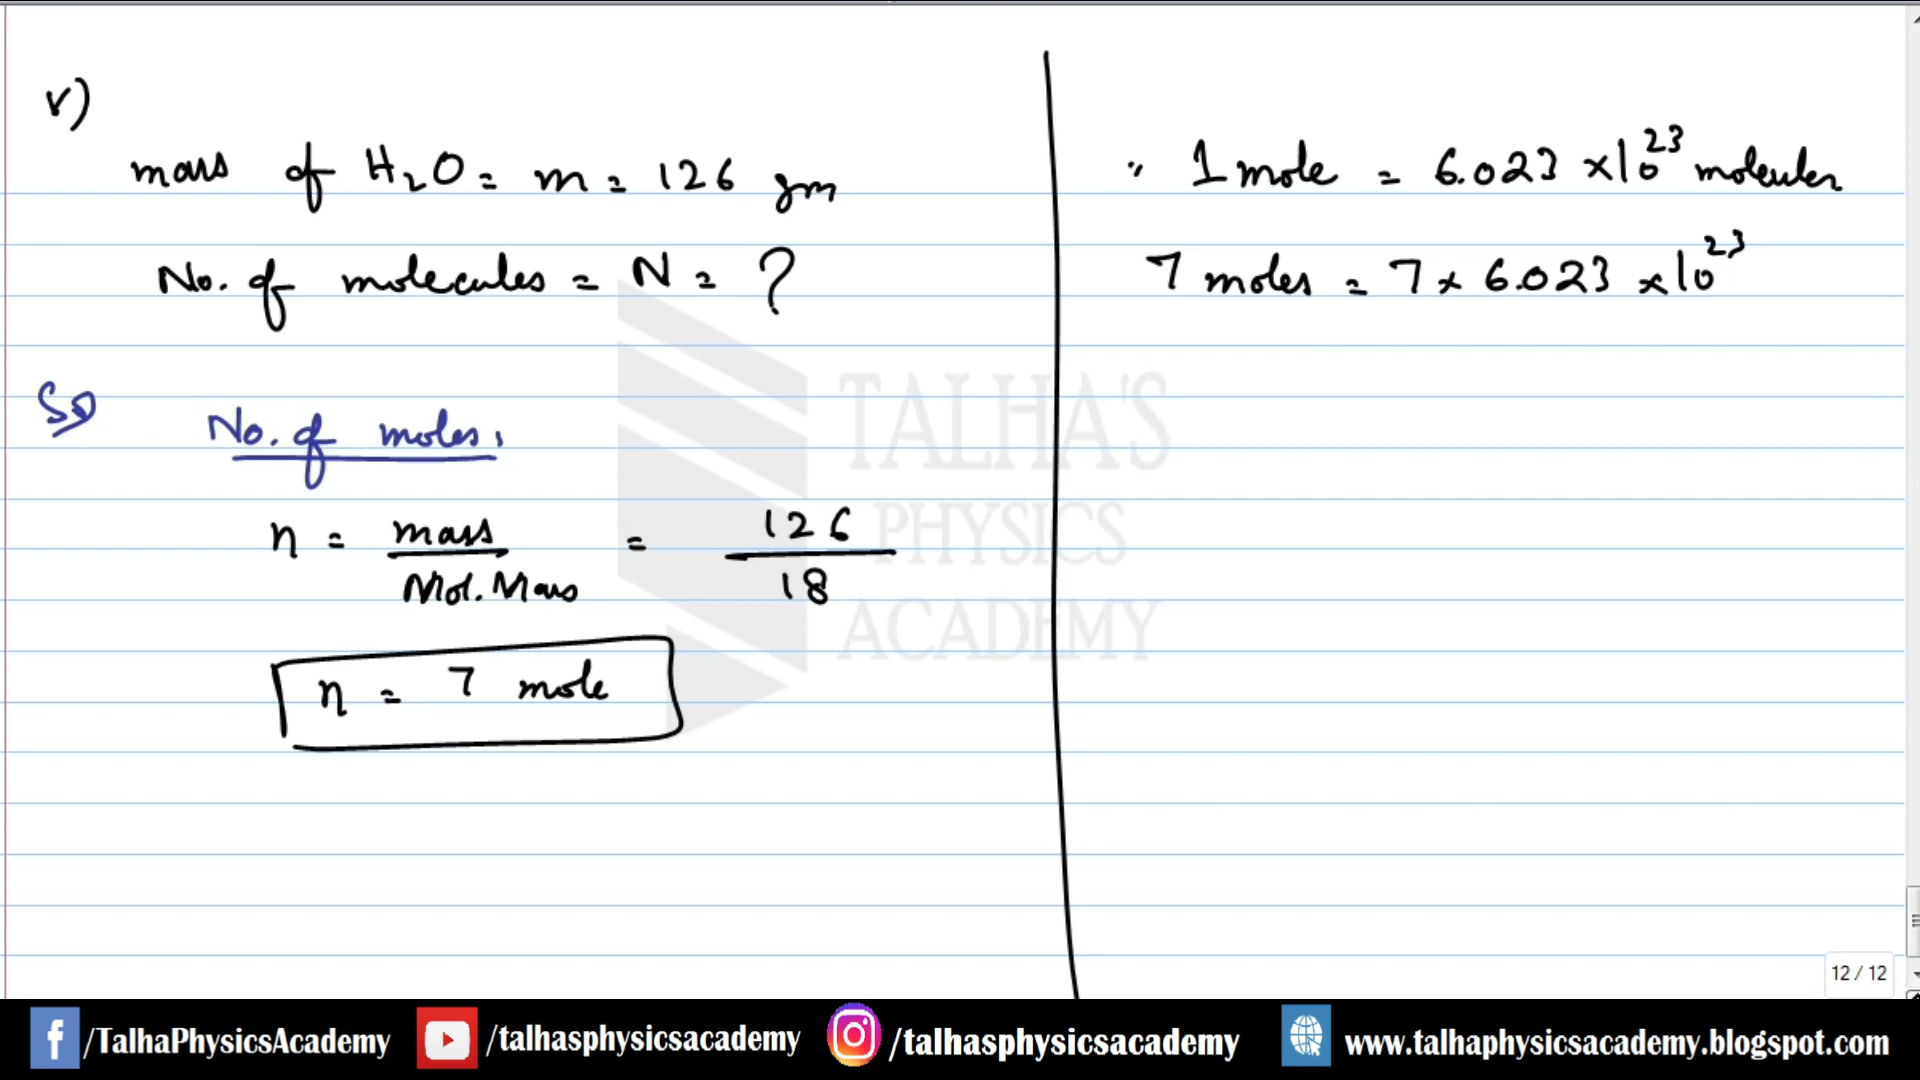 v)
mass of H₂O = m = 126 gm
No. of molecules = N = ?
Sol
No. of moles:
n = mass / Mol. Mass = 126 / 18
n = 7 mole
∵ 1 mole = 6.023 ×10²³ molecules
7 moles = 7 × 6.023 ×10²³
TALHA'S
PHYSICS
ACADEMY
12 / 12
/TalhaPhysicsAcademy /talhasphysicsacademy /talhasphysicsacademy www.talhaphysicsacademy.blogspot.com